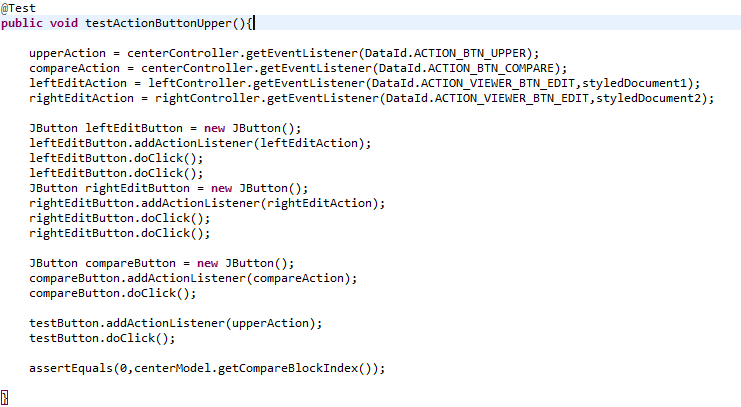 @Test
public void testActionButtonUpper(){
upperAction = centerController.getEventListener(DataId.ACTION_BTN_UPPER);
compareAction = centerController.getEventListener(DataId.ACTION_BTN_COMPARE);
leftEditAction = leftController.getEventListener(DataId.ACTION_VIEWER_BTN_EDIT,styledDocument1);
rightEditAction = rightController.getEventListener(DataId.ACTION_VIEWER_BTN_EDIT,styledDocument2);
JButton leftEditButton = new JButton();
leftEditButton.addActionListener(leftEditAction);
leftEditButton.doClick();
leftEditButton.doClick();
JButton rightEditButton = new JButton();
rightEditButton.addActionListener(rightEditAction);
rightEditButton.doClick();
rightEditButton.doClick();
JButton compareButton = new JButton();
compareButton.addActionListener(compareAction);
compareButton.doClick();
testButton.addActionListener(upperAction);
testButton.doClick();
assertEquals(0,centerModel.getCompareBlockIndex());
}